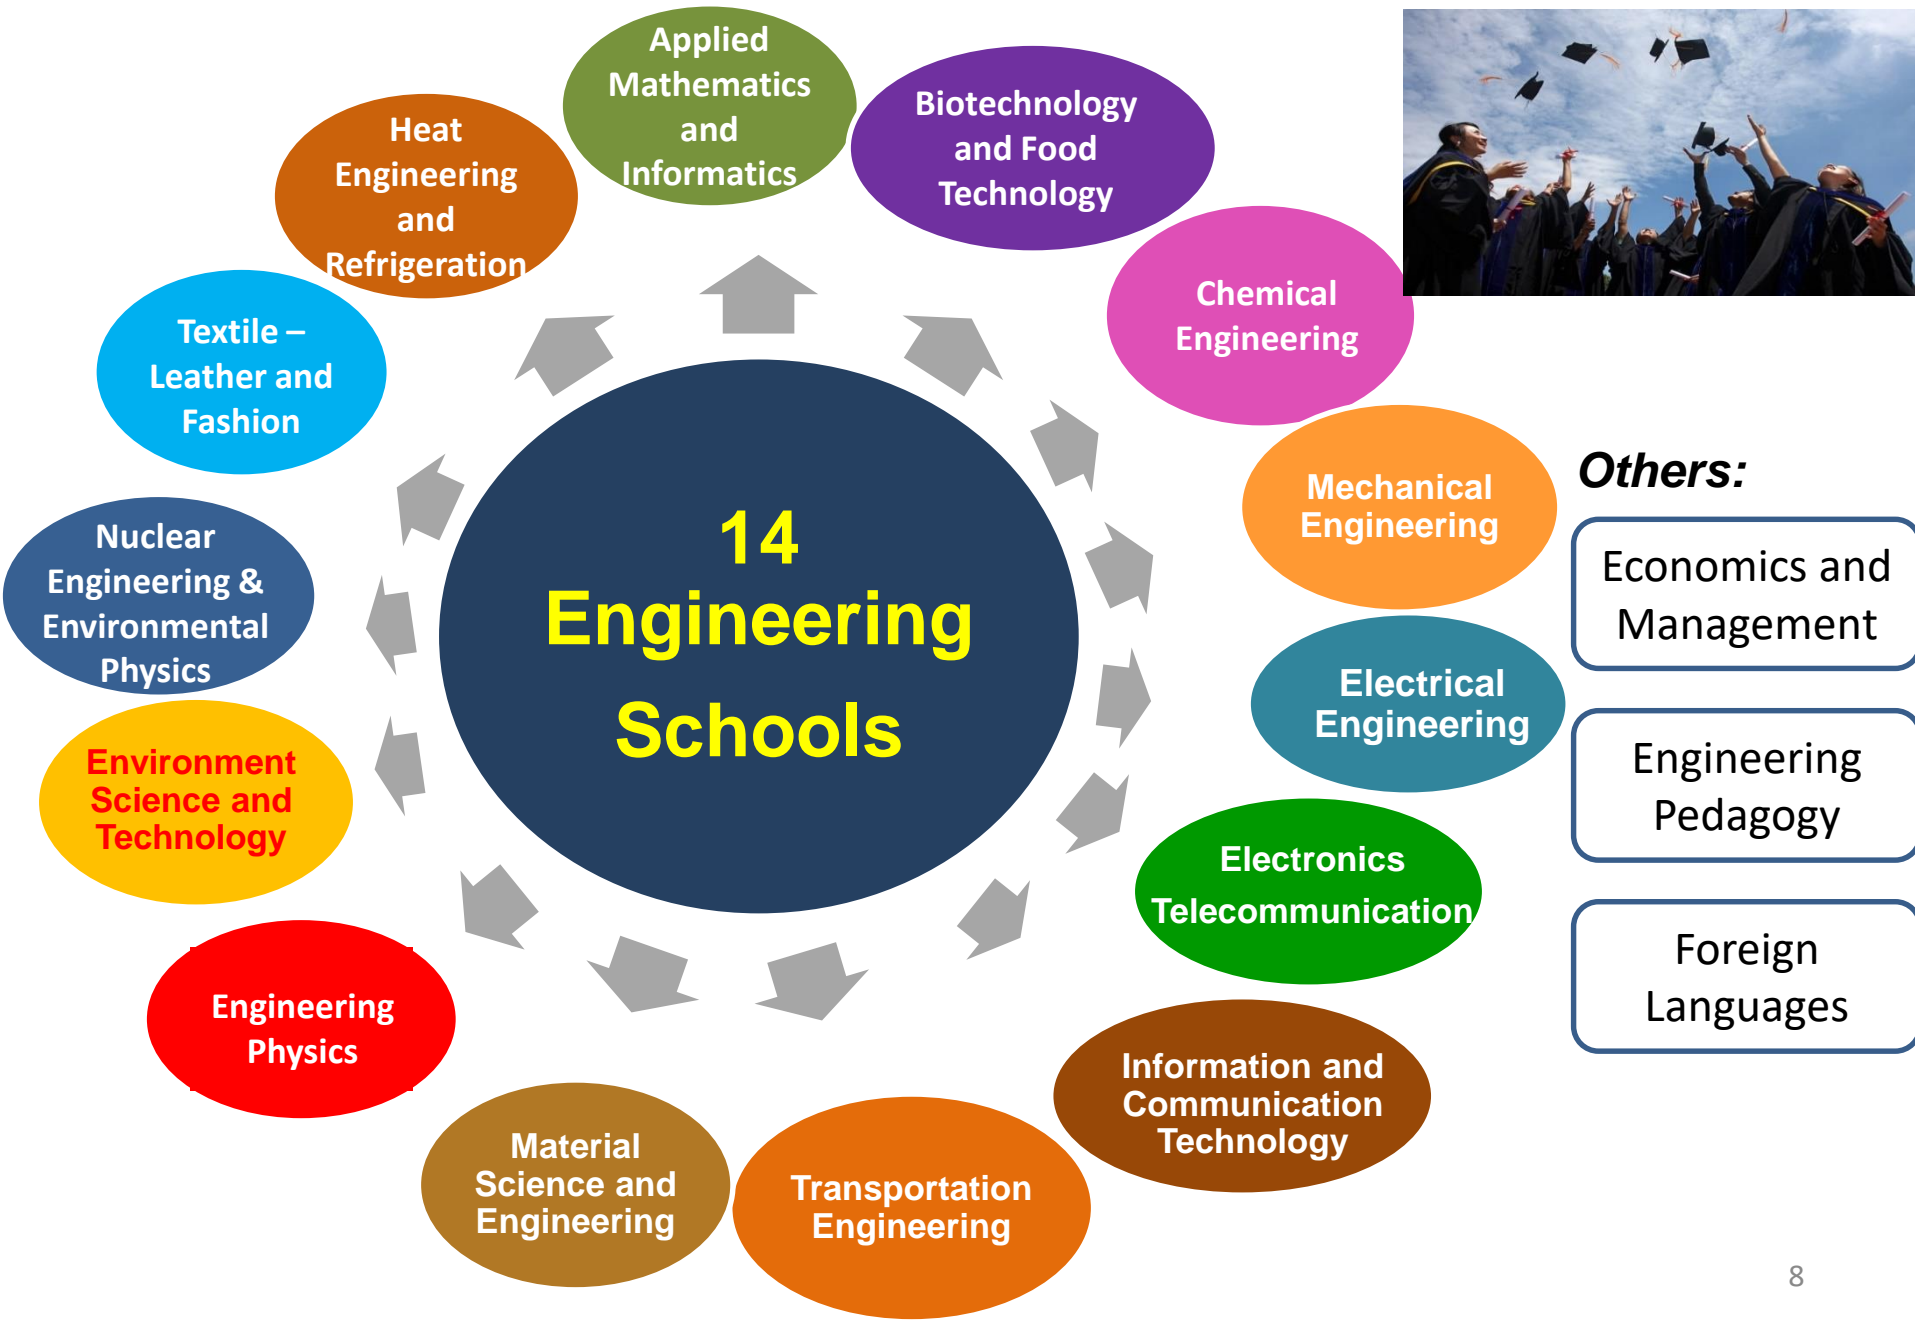 Applied
Mathematics
and
Informatics
Biotechnology
and Food
Technology
Chemical
Engineering
Mechanical
Engineering
Electrical
Engineering
Electronics
Telecommunication
Information and
Communication
Technology
Transportation
Engineering
Material
Science and
Engineering
Engineering
Physics
Environment
Science and
Technology
Nuclear
Engineering &
Environmental
Physics
Textile –
Leather and
Fashion
Heat
Engineering
and
Refrigeration
14
Engineering
Schools
Others:
Economics and
Management
Engineering
Pedagogy
Foreign
Languages
8